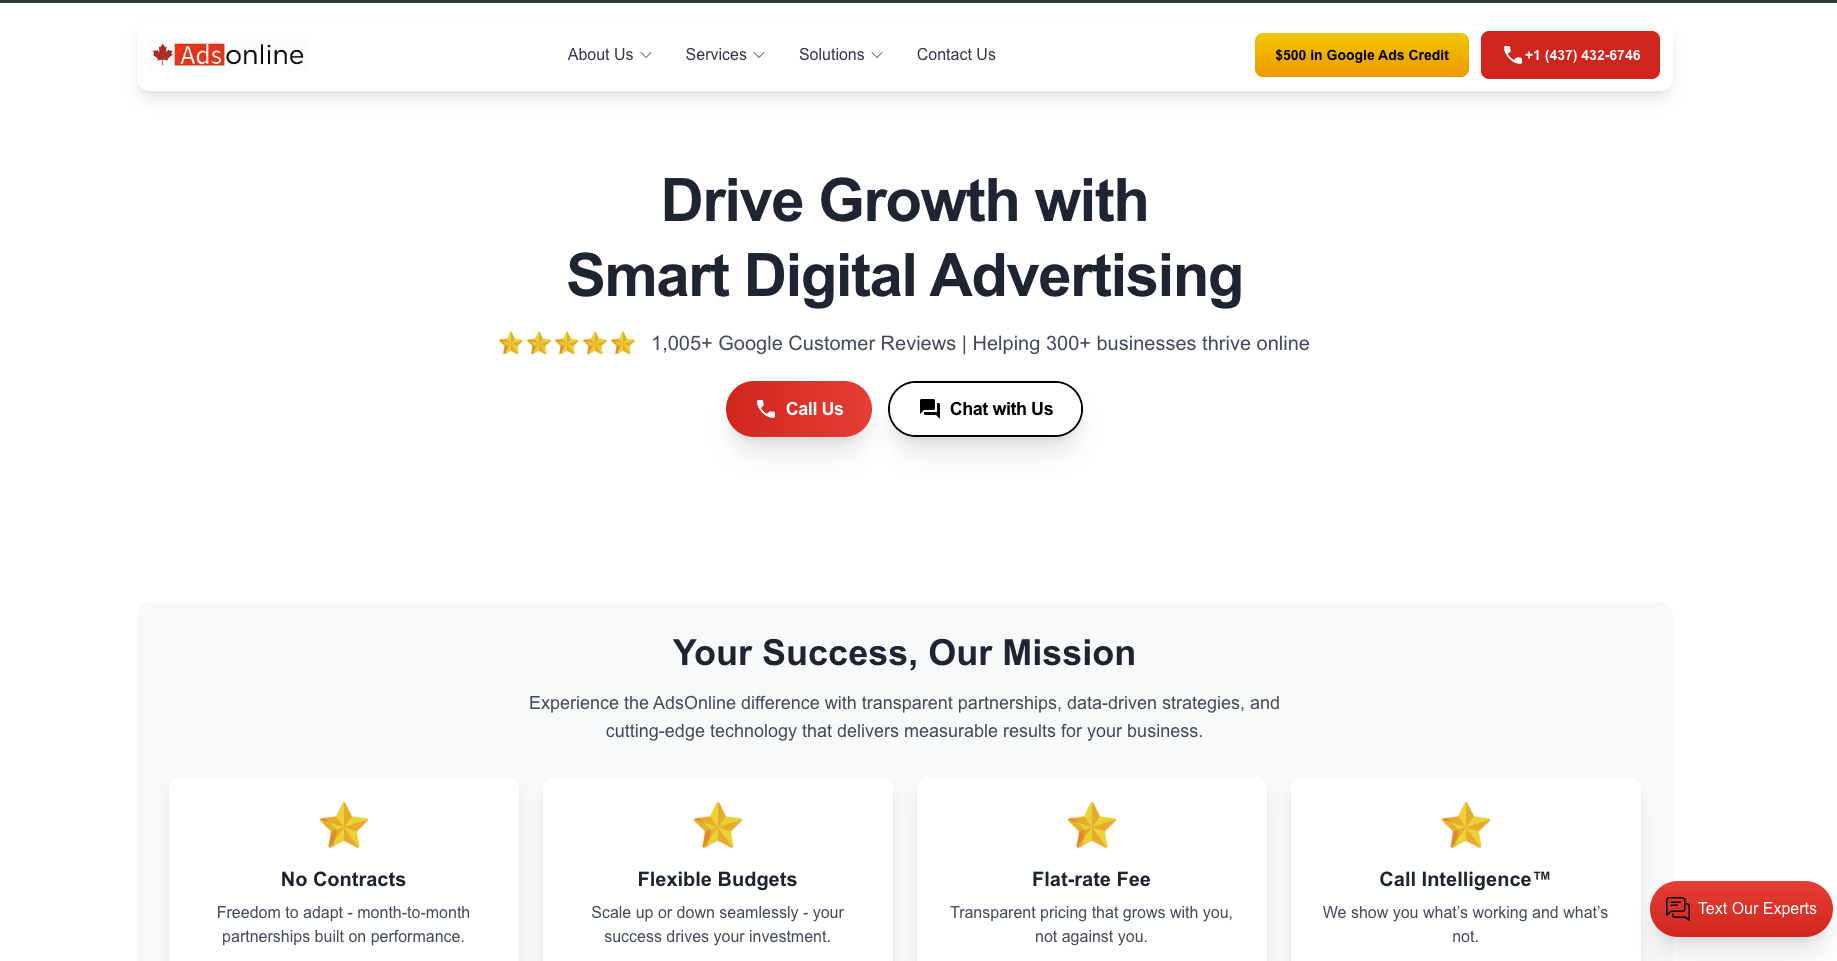 Adsonline
About Us
Services
Solutions
Contact Us
$500 in Google Ads Credit
+1 (437) 432-6746
Drive Growth with
Smart Digital Advertising
1,005+ Google Customer Reviews | Helping 300+ businesses thrive online
Call Us
Chat with Us
Your Success, Our Mission
Experience the AdsOnline difference with transparent partnerships, data-driven strategies, and
cutting-edge technology that delivers measurable results for your business.
No Contracts
Freedom to adapt - month-to-month
partnerships built on performance.
Flexible Budgets
Scale up or down seamlessly - your
success drives your investment.
Flat-rate Fee
Transparent pricing that grows with you,
not against you.
Call Intelligence™
We show you what’s working and what’s
not.
Text Our Experts